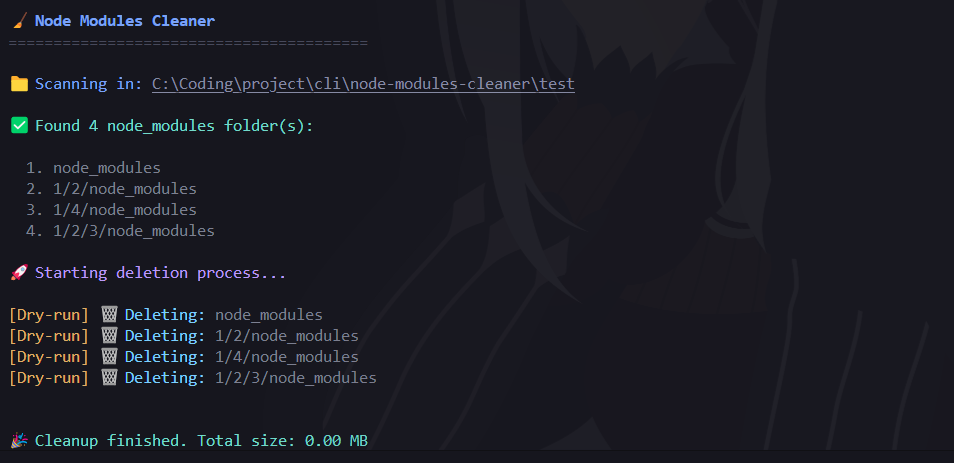 🧹 Node Modules Cleaner
========================================
📁 Scanning in: C:\Coding\project\cli\node-modules-cleaner\test
✅ Found 4 node_modules folder(s):
1. node_modules
2. 1/2/node_modules
3. 1/4/node_modules
4. 1/2/3/node_modules
🚀 Starting deletion process...
[Dry-run] 🗑️ Deleting: node_modules
[Dry-run] 🗑️ Deleting: 1/2/node_modules
[Dry-run] 🗑️ Deleting: 1/4/node_modules
[Dry-run] 🗑️ Deleting: 1/2/3/node_modules
🎉 Cleanup finished. Total size: 0.00 MB